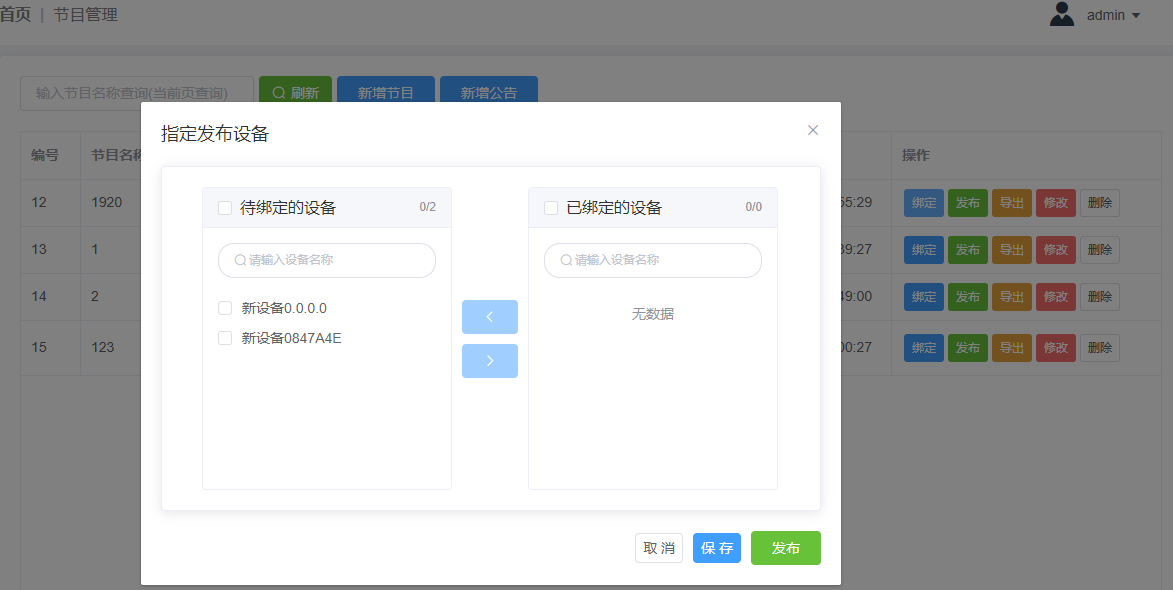 首页 | 节目管理
admin
输入节目名称查询(当前页查询)
刷新
新增节目
新增公告
指定发布设备
编号 节目名称 操作
12 1920 55:29 绑定 发布 导出 修改 删除
13 1 39:27 绑定 发布 导出 修改 删除
14 2 49:00 绑定 发布 导出 修改 删除
15 123 00:27 绑定 发布 导出 修改 删除
待绑定的设备 0/2
请输入设备名称
新设备0.0.0.0
新设备0847A4E
已绑定的设备 0/0
请输入设备名称
无数据
取消 保存 发布